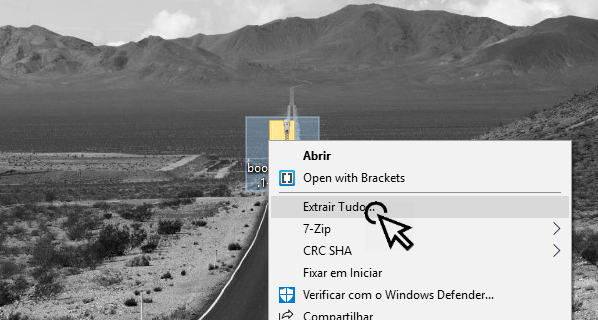 boo
.1
Abrir
Open with Brackets
Extrair Tudo...
7-Zip
CRC SHA
Fixar em Iniciar
Verificar com o Windows Defender...
Compartilhar